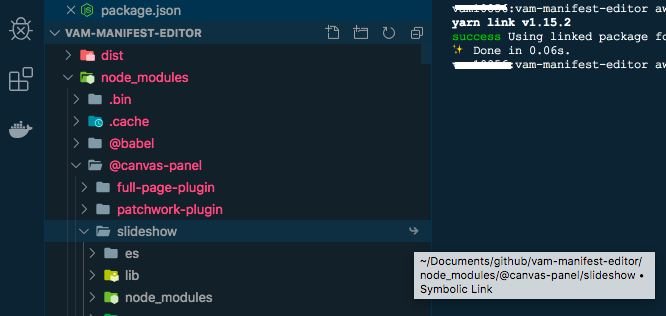 package.json
VAM-MANIFEST-EDITOR
dist
node_modules
.bin
.cache
@babel
@canvas-panel
full-page-plugin
patchwork-plugin
slideshow
es
lib
node_modules
:vam-manifest-editor aw
yarn link v1.15.2
success Using linked package fo
✨ Done in 0.06s.
:vam-manifest-editor aw
~/Documents/github/vam-manifest-editor/
node_modules/@canvas-panel/slideshow •
Symbolic Link